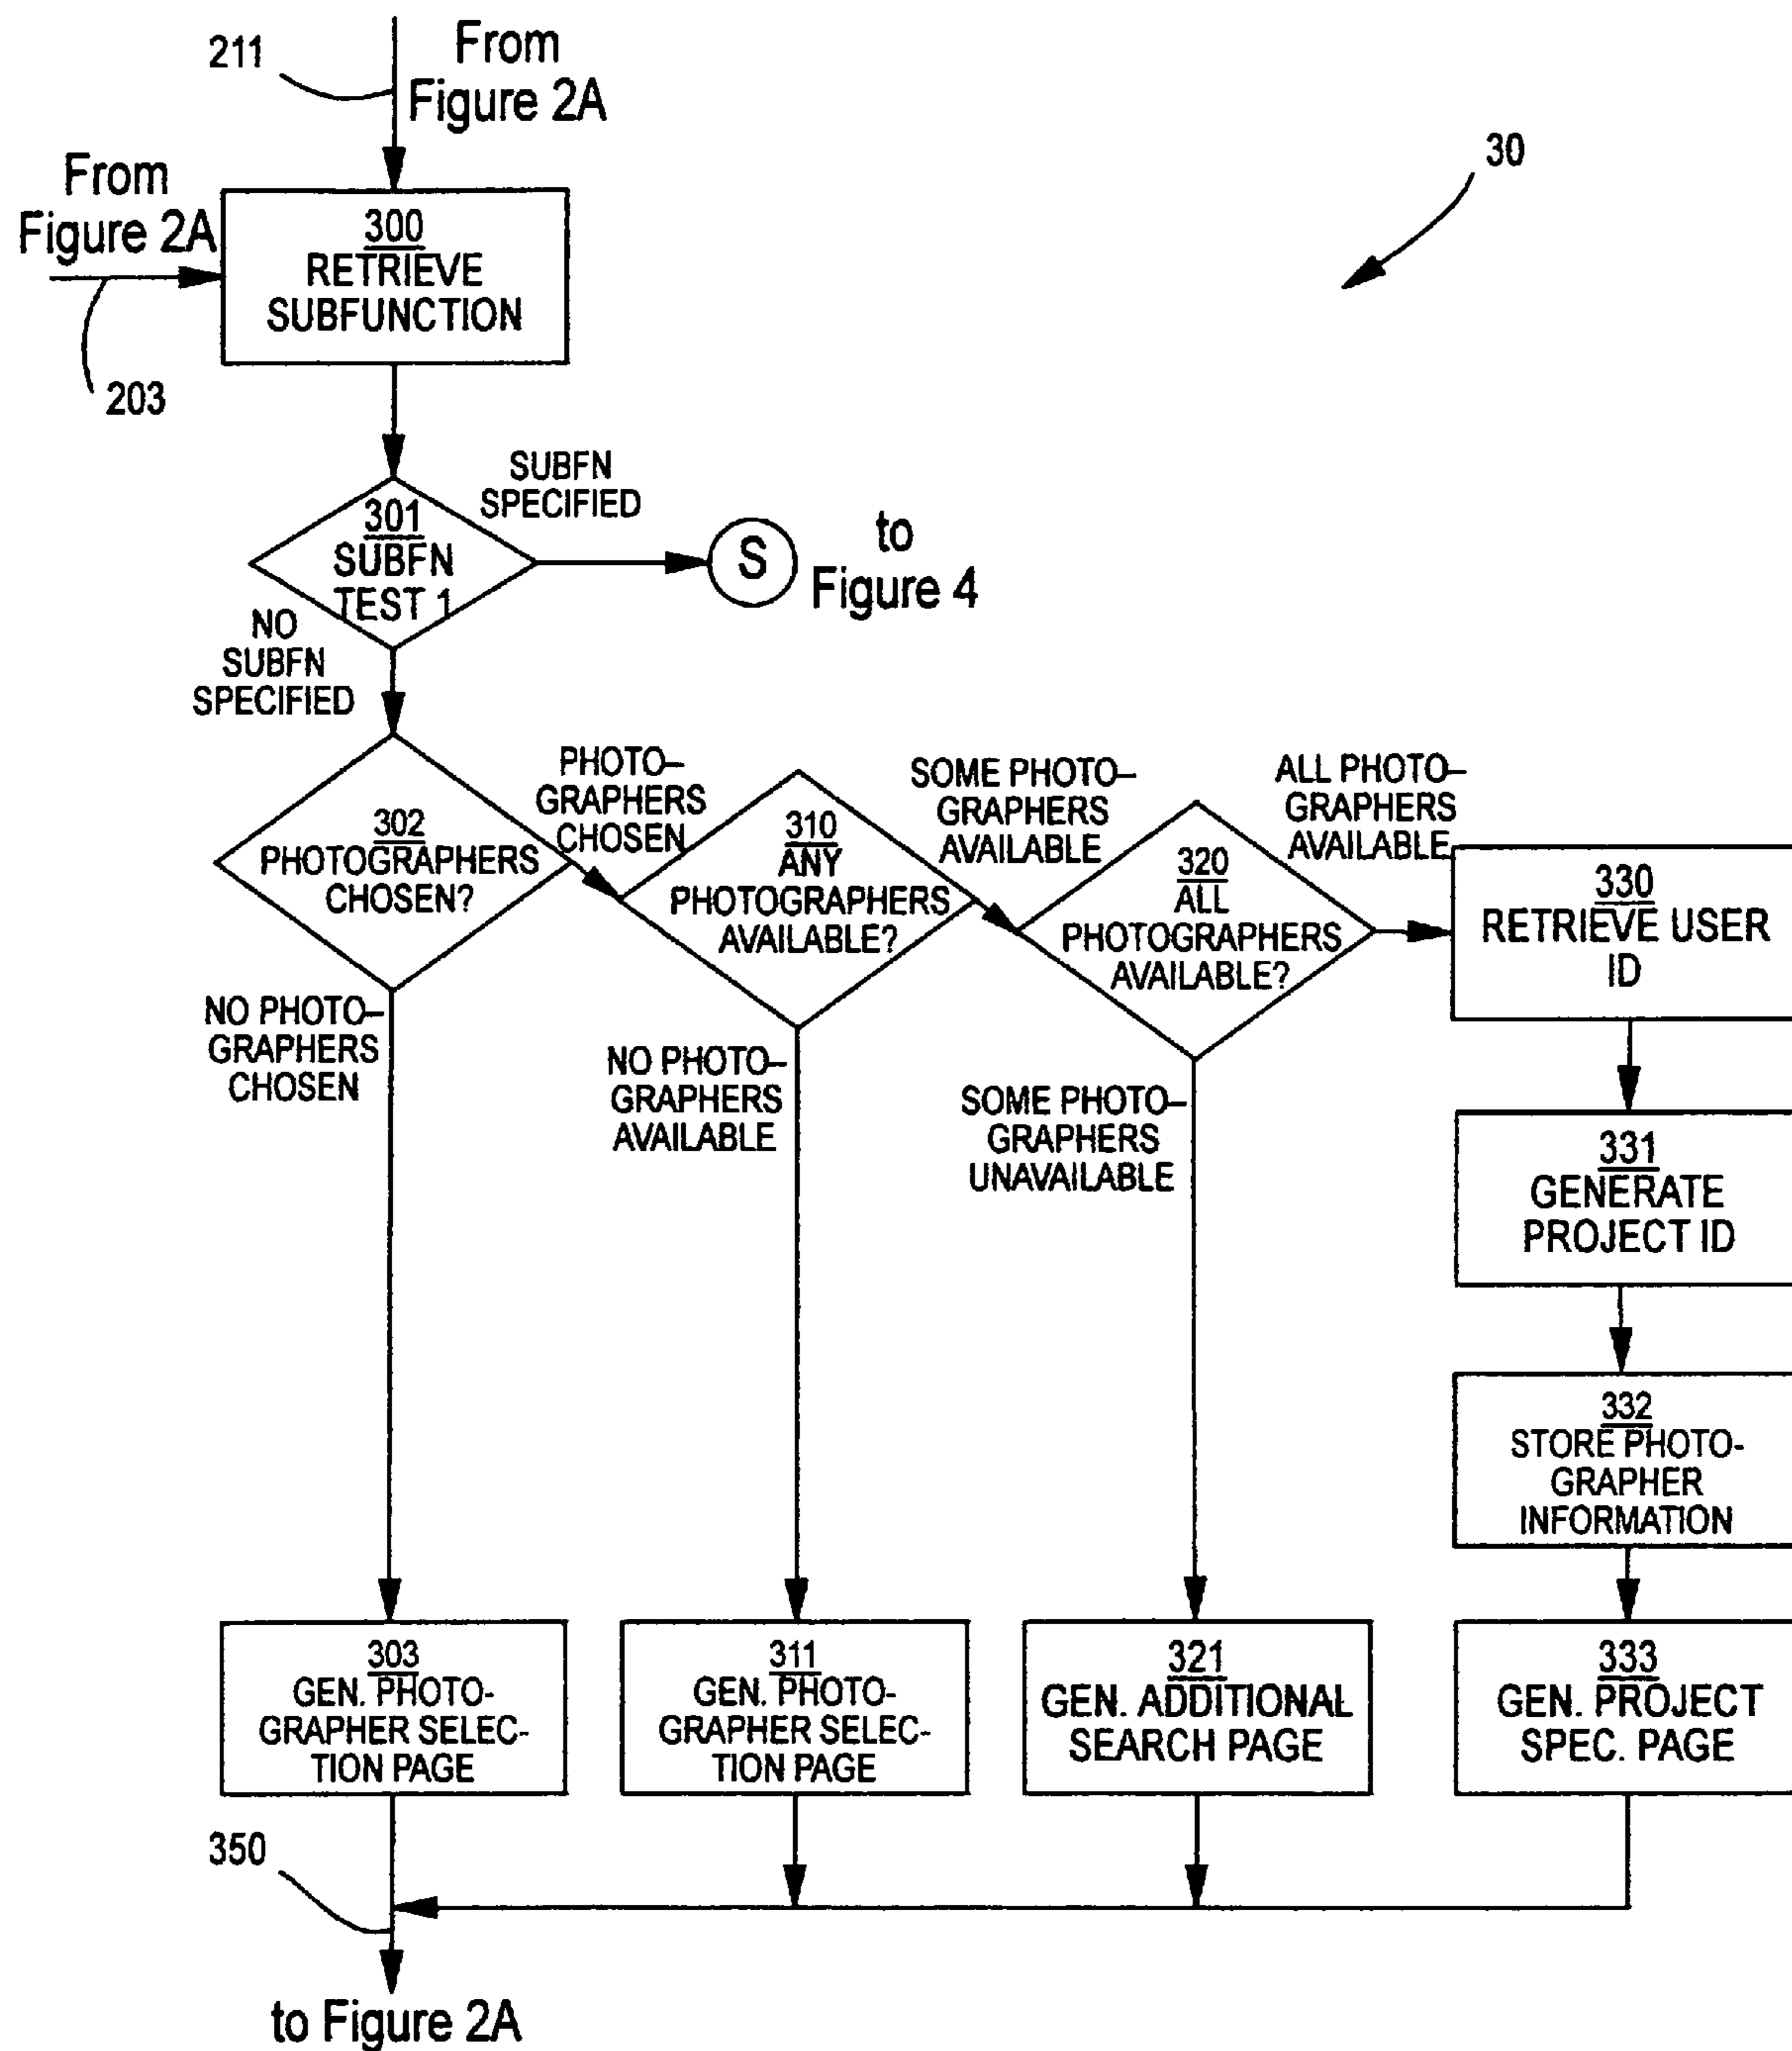 211
From
Figure 2A
30
From
Figure 2A
300
RETRIEVE
SUBFUNCTION
203
SUBFN
SPECIFIED
301
SUBFN
TEST 1
S
to
Figure 4
NO
SUBFN
SPECIFIED
302
PHOTOGRAPHERS
CHOSEN?
PHOTO–
GRAPHERS
CHOSEN
310
ANY
PHOTOGRAPHERS
AVAILABLE?
SOME PHOTO–
GRAPHERS
AVAILABLE
320
ALL
PHOTOGRAPHERS
AVAILABLE?
ALL PHOTO–
GRAPHERS
AVAILABLE
330
RETRIEVE USER
ID
NO PHOTO–
GRAPHERS
CHOSEN
NO PHOTO–
GRAPHERS
AVAILABLE
SOME PHOTO–
GRAPHERS
UNAVAILABLE
331
GENERATE
PROJECT ID
332
STORE PHOTO-
GRAPHER
INFORMATION
303
GEN. PHOTO-
GRAPHER SELEC-
TION PAGE
311
GEN. PHOTO-
GRAPHER SELEC-
TION PAGE
321
GEN. ADDITIONAL
SEARCH PAGE
333
GEN. PROJECT
SPEC. PAGE
350
to Figure 2A